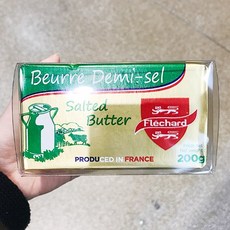 Beurre Demi-sel
Salted
Butter
Fléchard
PRODUCED IN FRANCE
200g